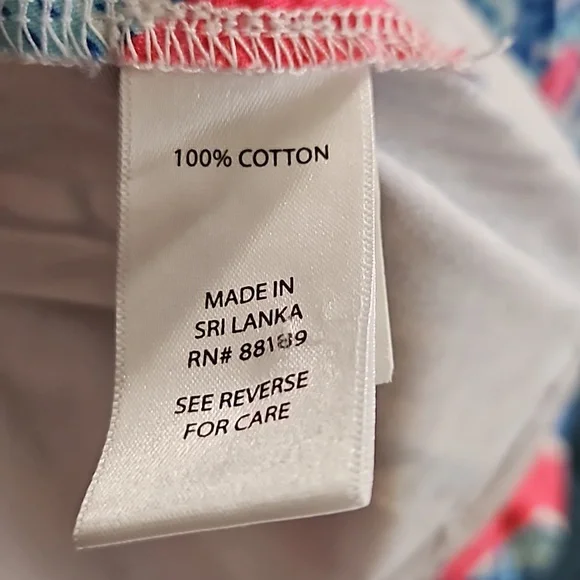 100% COTTON
MADE IN
SRI LANKA
RN# 88189
SEE REVERSE
FOR CARE